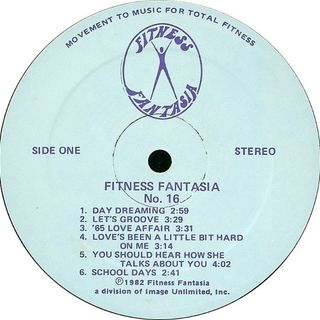 MOVEMENT TO MUSIC FOR TOTAL FITNESS
FITNESS
FANTASIA
SIDE ONE
STEREO
FITNESS FANTASIA
No. 16
1. DAY DREAMING 2:59
2. LET'S GROOVE 3:29
3. '65 LOVE AFFAIR 3:31
4. LOVE'S BEEN A LITTLE BIT HARD
ON ME 3:14
5. YOU SHOULD HEAR HOW SHE
TALKS ABOUT YOU 4:02
6. SCHOOL DAYS 2:41
℗1982 Fitness Fantasia
a division of Image Unlimited, Inc.